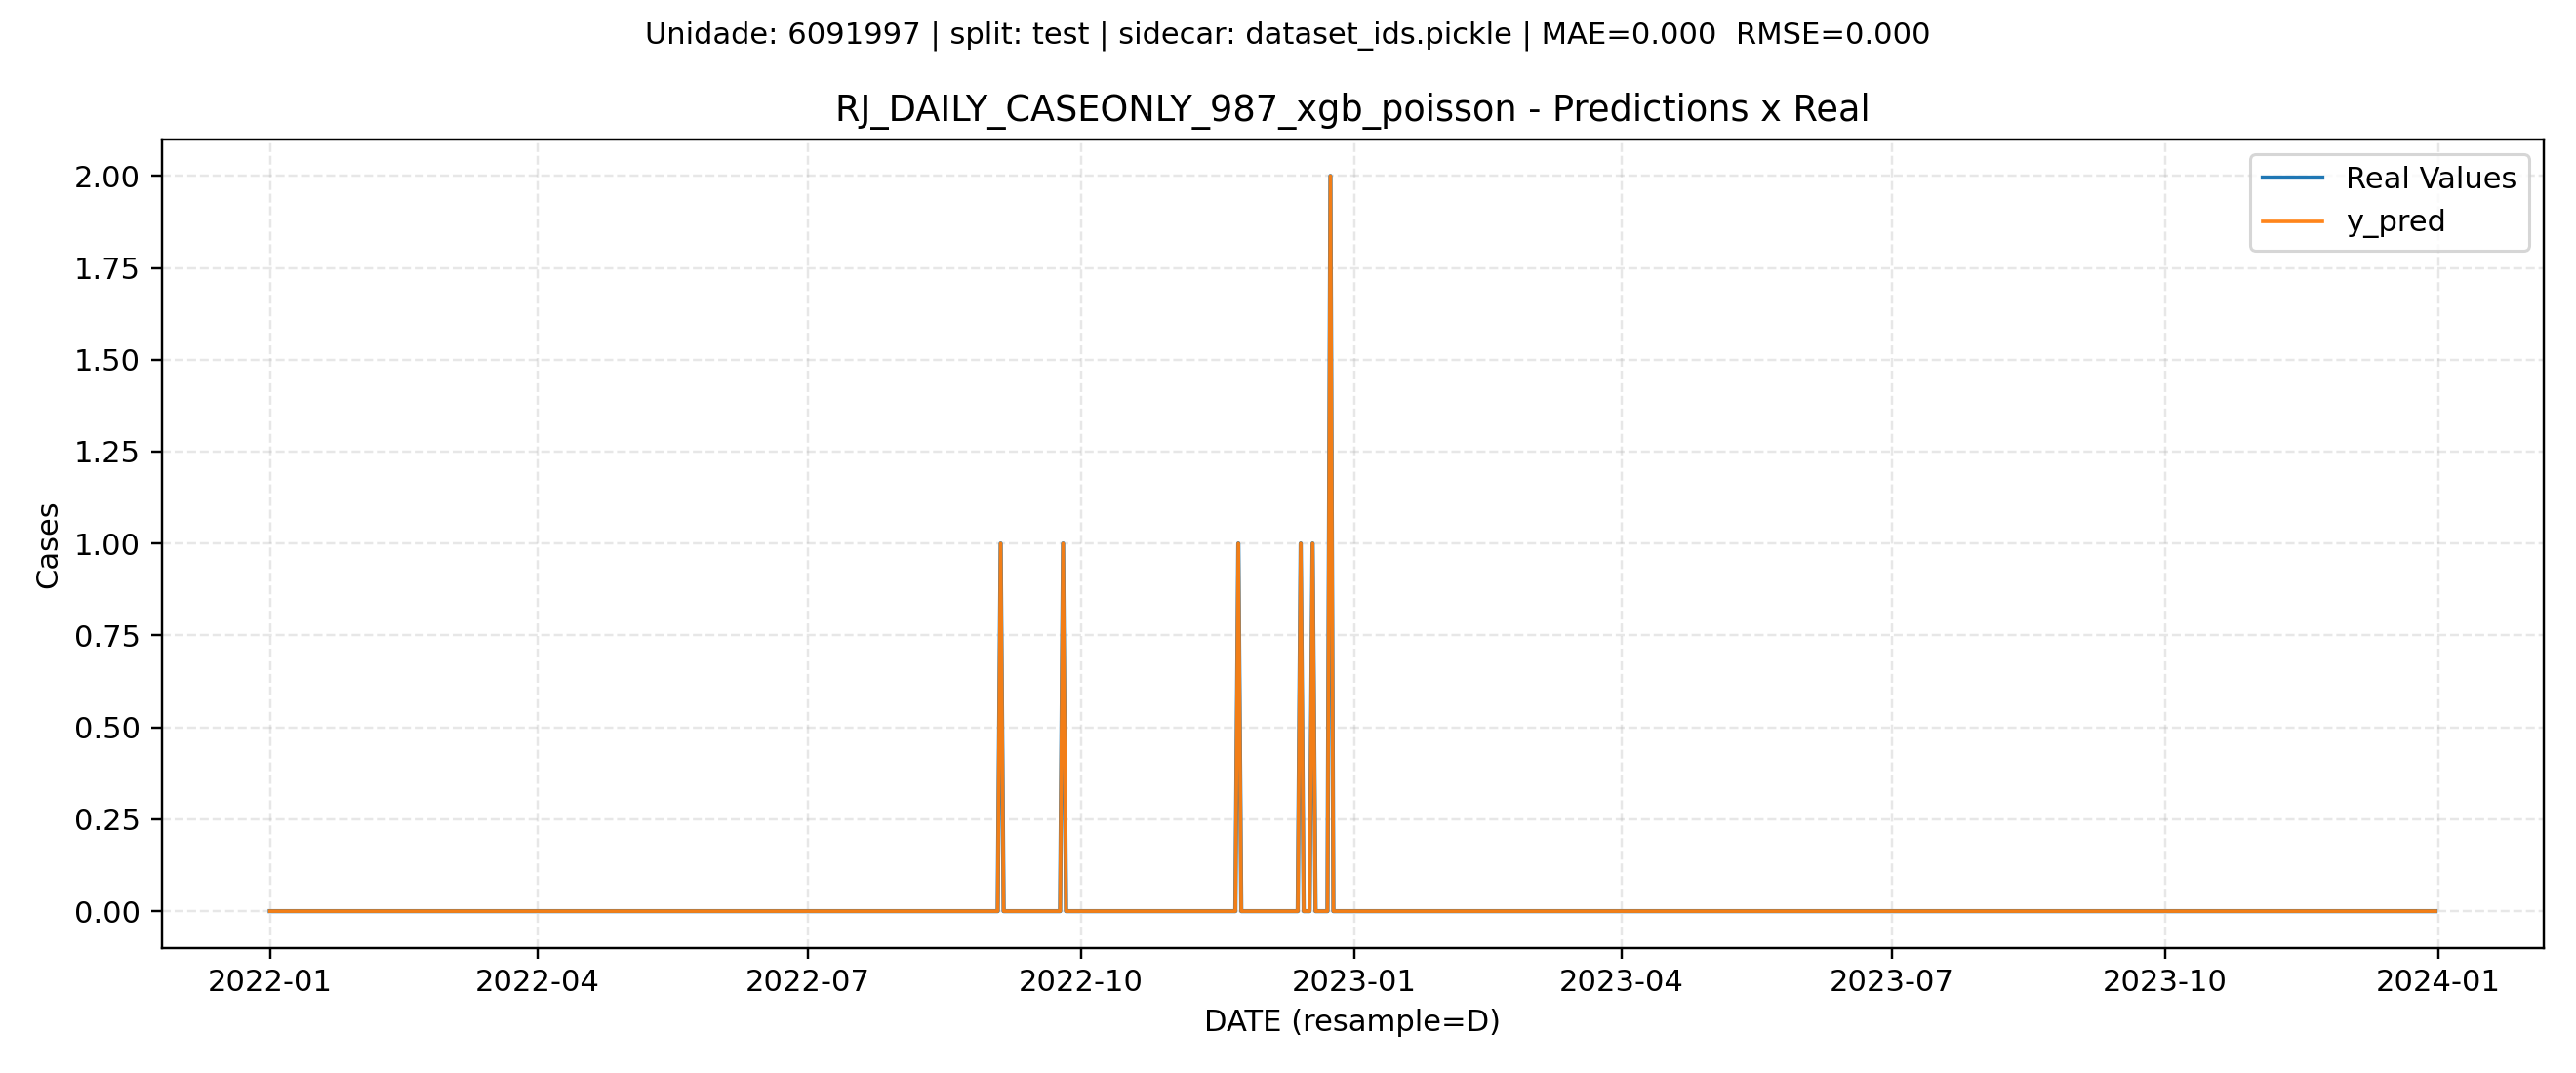 Unidade: 6091997 | split: test | sidecar: dataset_ids.pickle | MAE=0.000  RMSE=0.000
RJ_DAILY_CASEONLY_987_xgb_poisson - Predictions x Real
Real Values
y_pred
2.00
1.75
1.50
1.25
1.00
0.75
0.50
0.25
0.00
Cases
2022-01 2022-04 2022-07 2022-10 2023-01 2023-04 2023-07 2023-10 2024-01
DATE (resample=D)